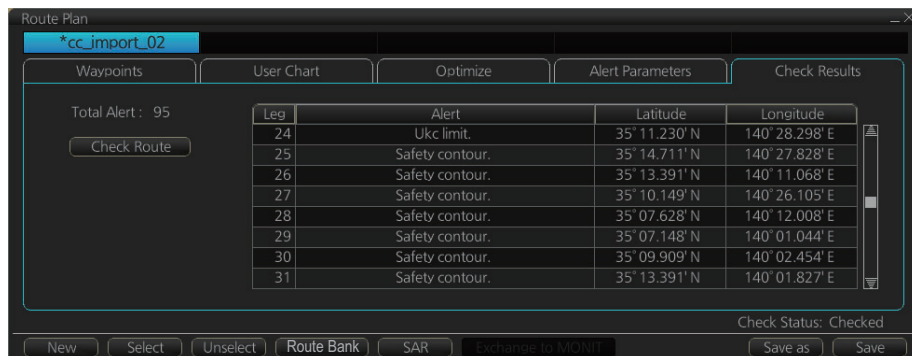 Route Plan
*cc_import_02
Waypoints User Chart Optimize Alert Parameters Check Results
Total Alert : 95
Check Route
Leg Alert Latitude Longitude
24 Ukc limit. 35°11.230' N 140°28.298' E
25 Safety contour. 35°14.711' N 140°27.828' E
26 Safety contour. 35°13.391' N 140°11.068' E
27 Safety contour. 35°10.149' N 140°26.105' E
28 Safety contour. 35°07.628' N 140°12.008' E
29 Safety contour. 35°07.148' N 140°01.044' E
30 Safety contour. 35°09.909' N 140°02.454' E
31 Safety contour. 35°13.391' N 140°01.827' E
Check Status: Checked
New Select Unselect Route Bank SAR Exchange to MONIT Save as Save